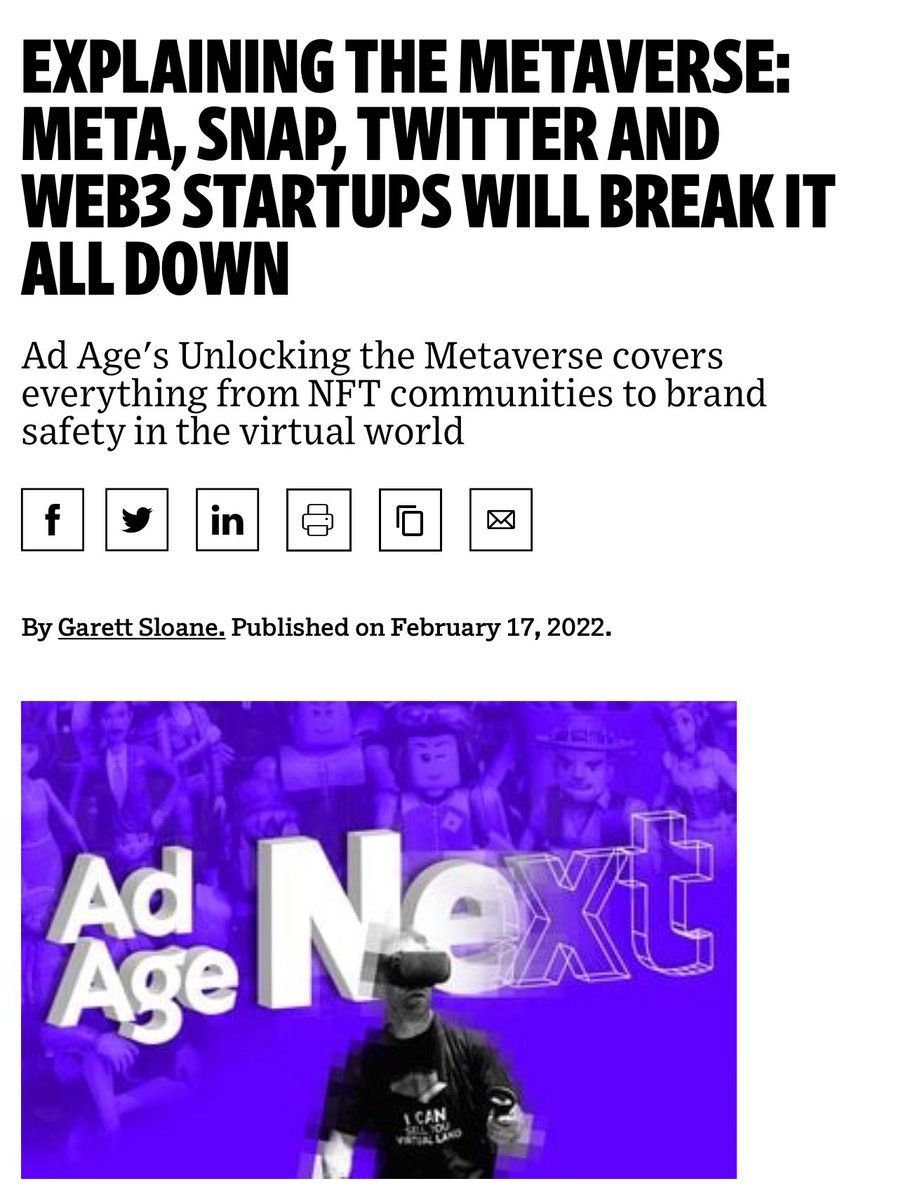 EXPLAINING THE METAVERSE:
META, SNAP, TWITTER AND
WEB3 STARTUPS WILL BREAK IT
ALL DOWN
Ad Age's Unlocking the Metaverse covers
everything from NFT communities to brand
safety in the virtual world
f
in
By Garett Sloane. Published on February 17, 2022.
Ad
Age
Next
I CAN
SELL YOU
VIRTUAL LAND